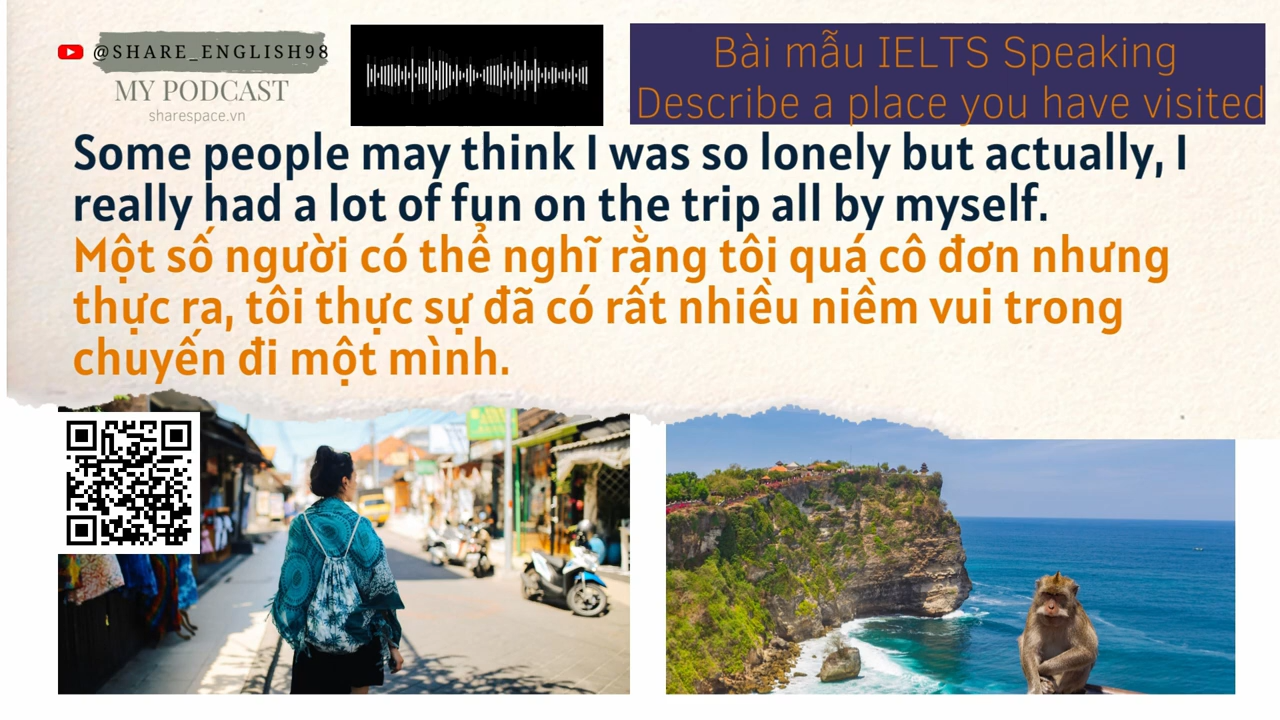 @SHARE_ENGLISH98
MY PODCAST
sharespace.vn
Bài mẫu IELTS Speaking
Describe a place you have visited
Some people may think I was so lonely but actually, I
really had a lot of fun on the trip all by myself.
Một số người có thể nghĩ rằng tôi quá cô đơn nhưng
thực ra, tôi thực sự đã có rất nhiều niềm vui trong
chuyến đi một mình.